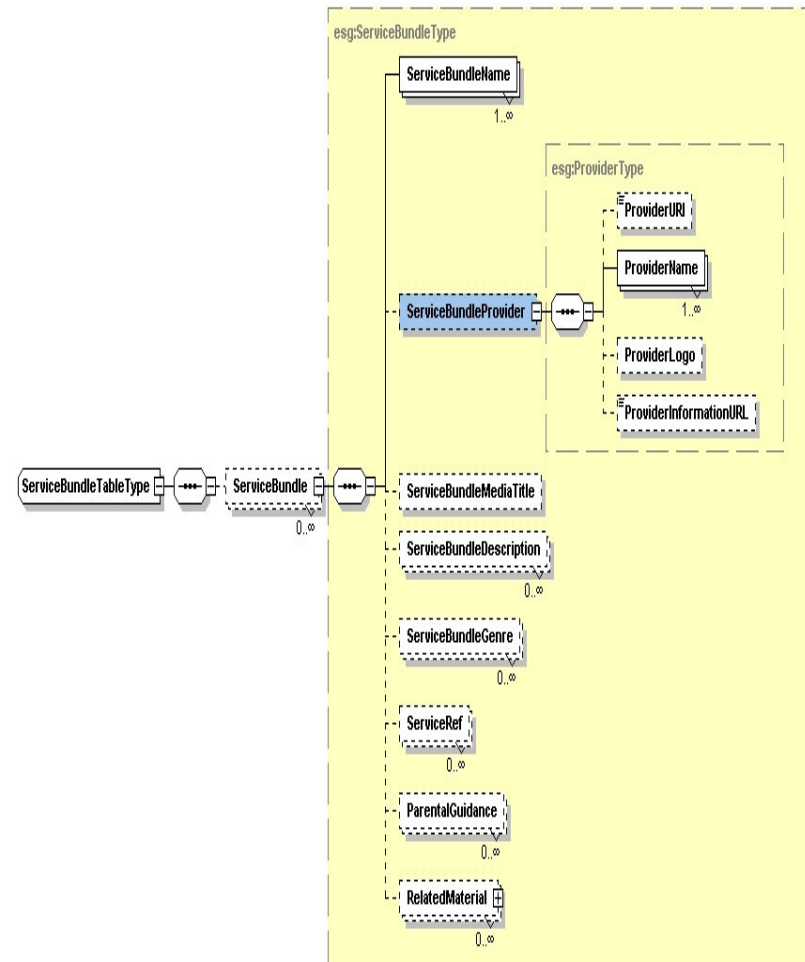 esg:ServiceBundleType
ServiceBundleName
1..∞
esg:ProviderType
ProviderURI
ProviderName
1..∞
ServiceBundleProvider
ProviderLogo
ProviderInformationURL
ServiceBundleTableType
ServiceBundle
0..∞
ServiceBundleMediaTitle
ServiceBundleDescription
0..∞
ServiceBundleGenre
0..∞
ServiceRef
0..∞
ParentalGuidance
0..∞
RelatedMaterial
0..∞